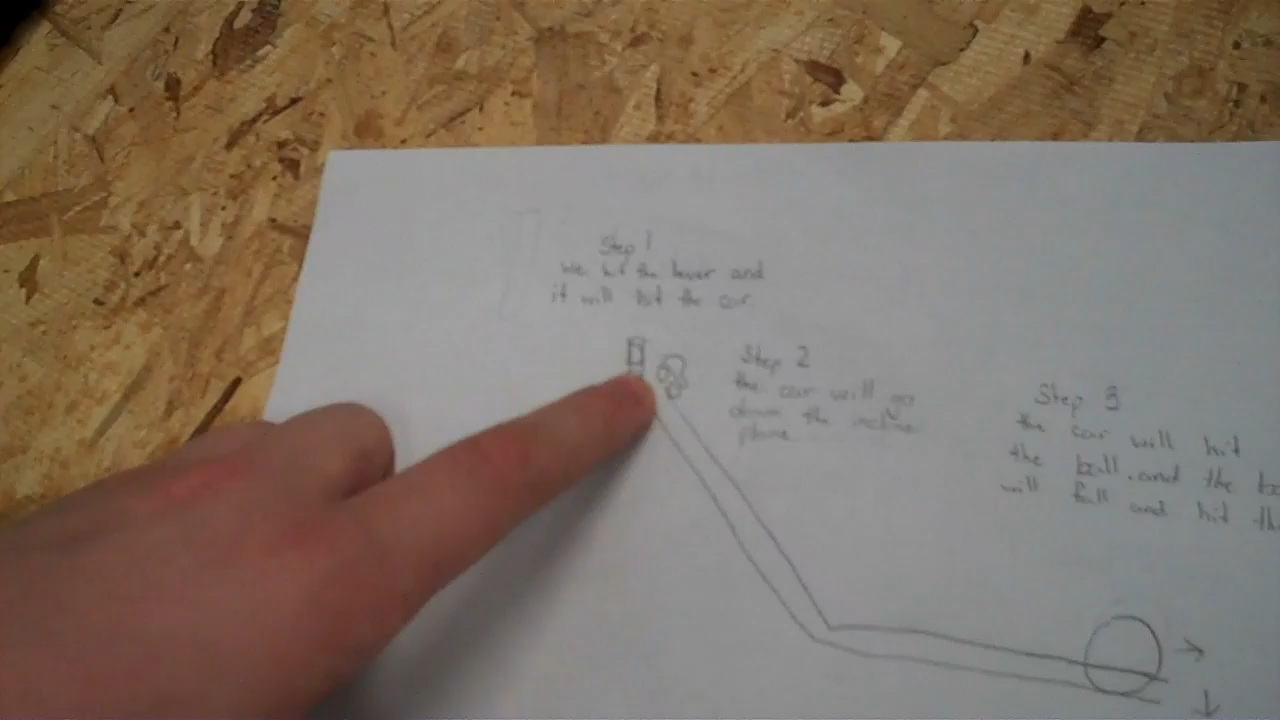 Step 1
we hit the lever and
it will hit the car.
Step 2
the car will go
down the incline
plane
Step 3
the car will hit
the ball. and the
will fall and hit